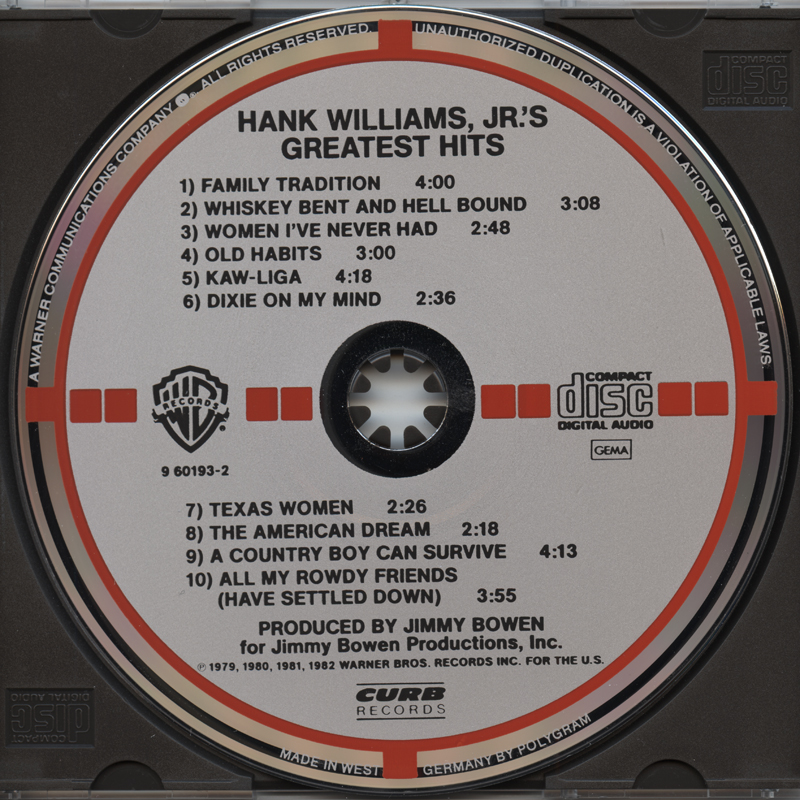 A WARNER COMMUNICATIONS COMPANY ALL RIGHTS RESERVED. UNAUTHORIZED DUPLICATION IS A VIOLATION OF APPLICABLE LAWS
COMPACT
disc
DIGITAL AUDIO
HANK WILLIAMS, JR.'S
GREATEST HITS
1) FAMILY TRADITION 4:00
2) WHISKEY BENT AND HELL BOUND 3:08
3) WOMEN I'VE NEVER HAD 2:48
4) OLD HABITS 3:00
5) KAW-LIGA 4:18
6) DIXIE ON MY MIND 2:36
RECORDS
®
COMPACT
disc
DIGITAL AUDIO
GEMA
9 60193-2
7) TEXAS WOMEN 2:26
8) THE AMERICAN DREAM 2:18
9) A COUNTRY BOY CAN SURVIVE 4:13
10) ALL MY ROWDY FRIENDS
(HAVE SETTLED DOWN) 3:55
PRODUCED BY JIMMY BOWEN
for Jimmy Bowen Productions, Inc.
℗ 1979, 1980, 1981, 1982 WARNER BROS. RECORDS INC. FOR THE U.S.
CURB
RECORDS
MADE IN WEST GERMANY BY POLYGRAM
COMPACT
disc
DIGITAL AUDIO